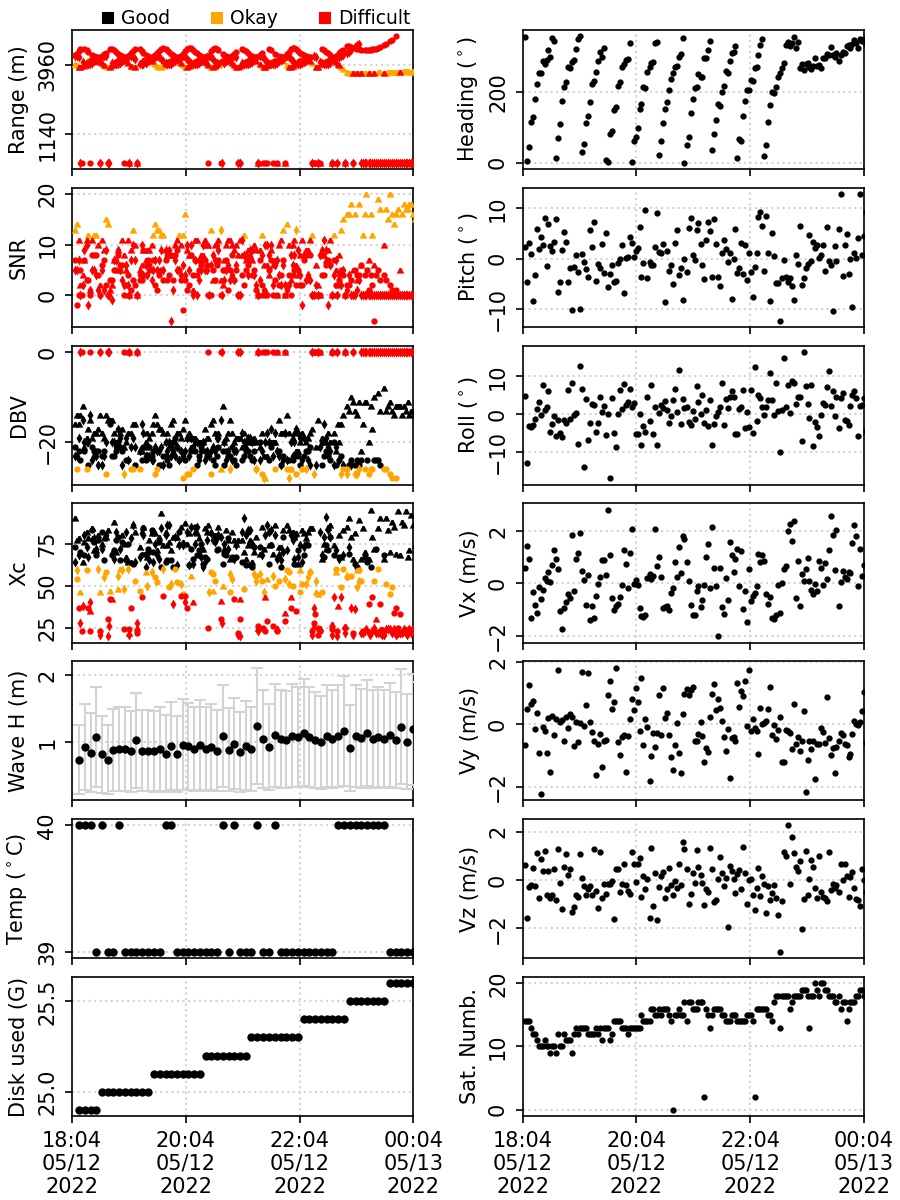 Good Okay Difficult
Range (m)
3960
1140
Heading (°)
200
0
SNR
20
10
0
Pitch (°)
10
0
−10
DBV
0
−20
Roll (°)
10
0
−10
Xc
75
50
25
Vx (m/s)
2
0
−2
Wave H (m)
2
1
Vy (m/s)
2
0
−2
Temp (°C)
40
39
Vz (m/s)
2
0
−2
Disk used (G)
25.5
25.0
Sat. Numb.
20
10
0
18:04 20:04 22:04 00:04
05/12 05/12 05/12 05/13
2022 2022 2022 2022
18:04 20:04 22:04 00:04
05/12 05/12 05/12 05/13
2022 2022 2022 2022